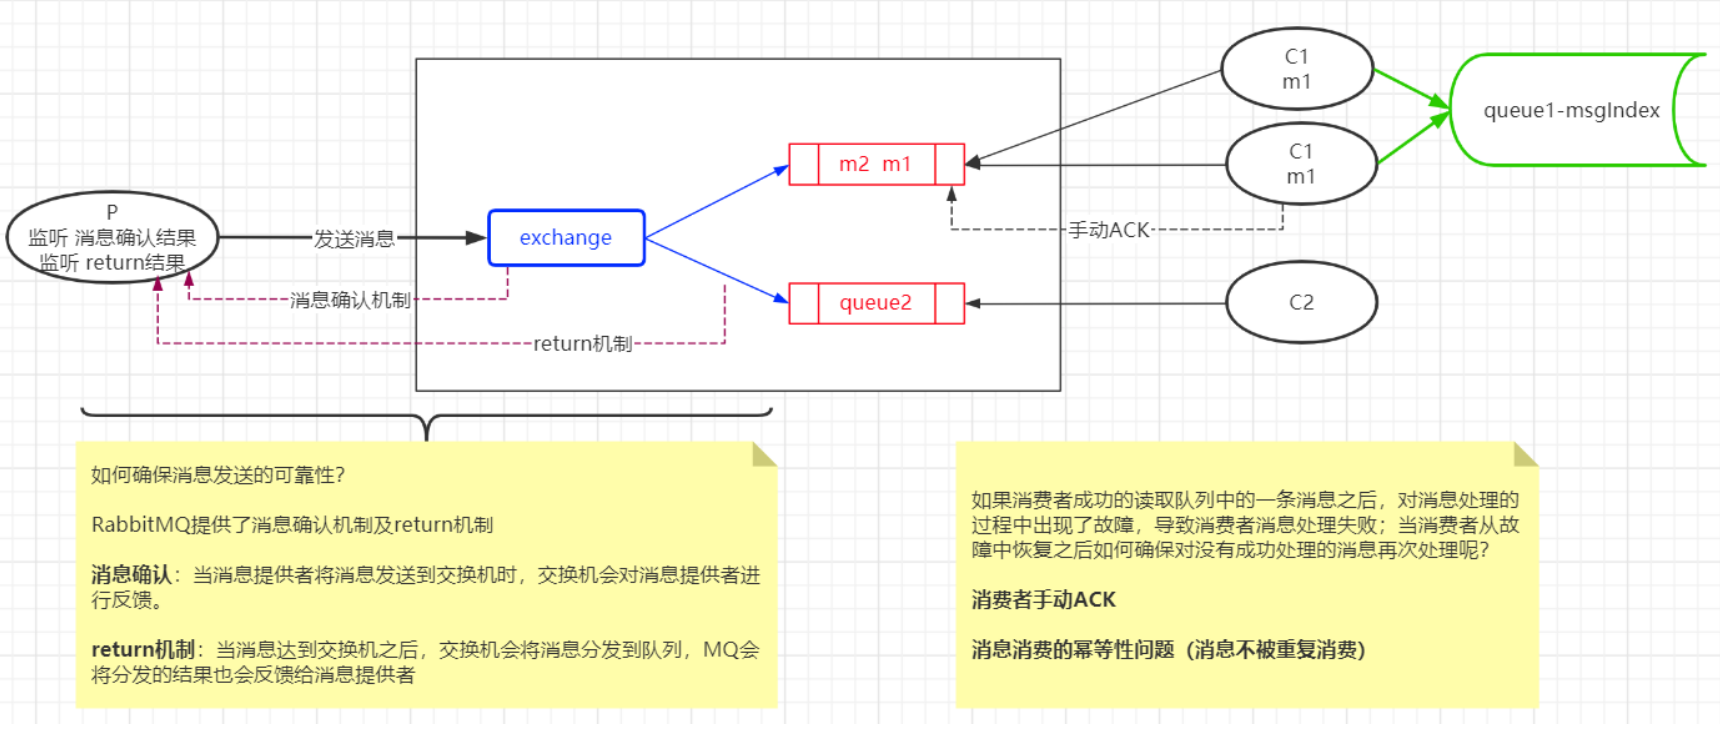 C1
m1
queue1-msgIndex
C1
m1
m2  m1
P
监听 消息确认结果
监听 return结果
发送消息
exchange
手动ACK
消息确认机制
queue2
C2
return机制
如何确保消息发送的可靠性？
RabbitMQ提供了消息确认机制及return机制
消息确认：当消息提供者将消息发送到交换机时，交换机会对消息提供者进
行反馈。
return机制：当消息达到交换机之后，交换机会将消息分发到队列，MQ会
将分发的结果也会反馈给消息提供者
如果消费者成功的读取队列中的一条消息之后，对消息处理的
过程中出现了故障，导致消费者消息处理失败；当消费者从故
障中恢复之后如何确保对没有成功处理的消息再次处理呢？
消费者手动ACK
消息消费的幂等性问题（消息不被重复消费）